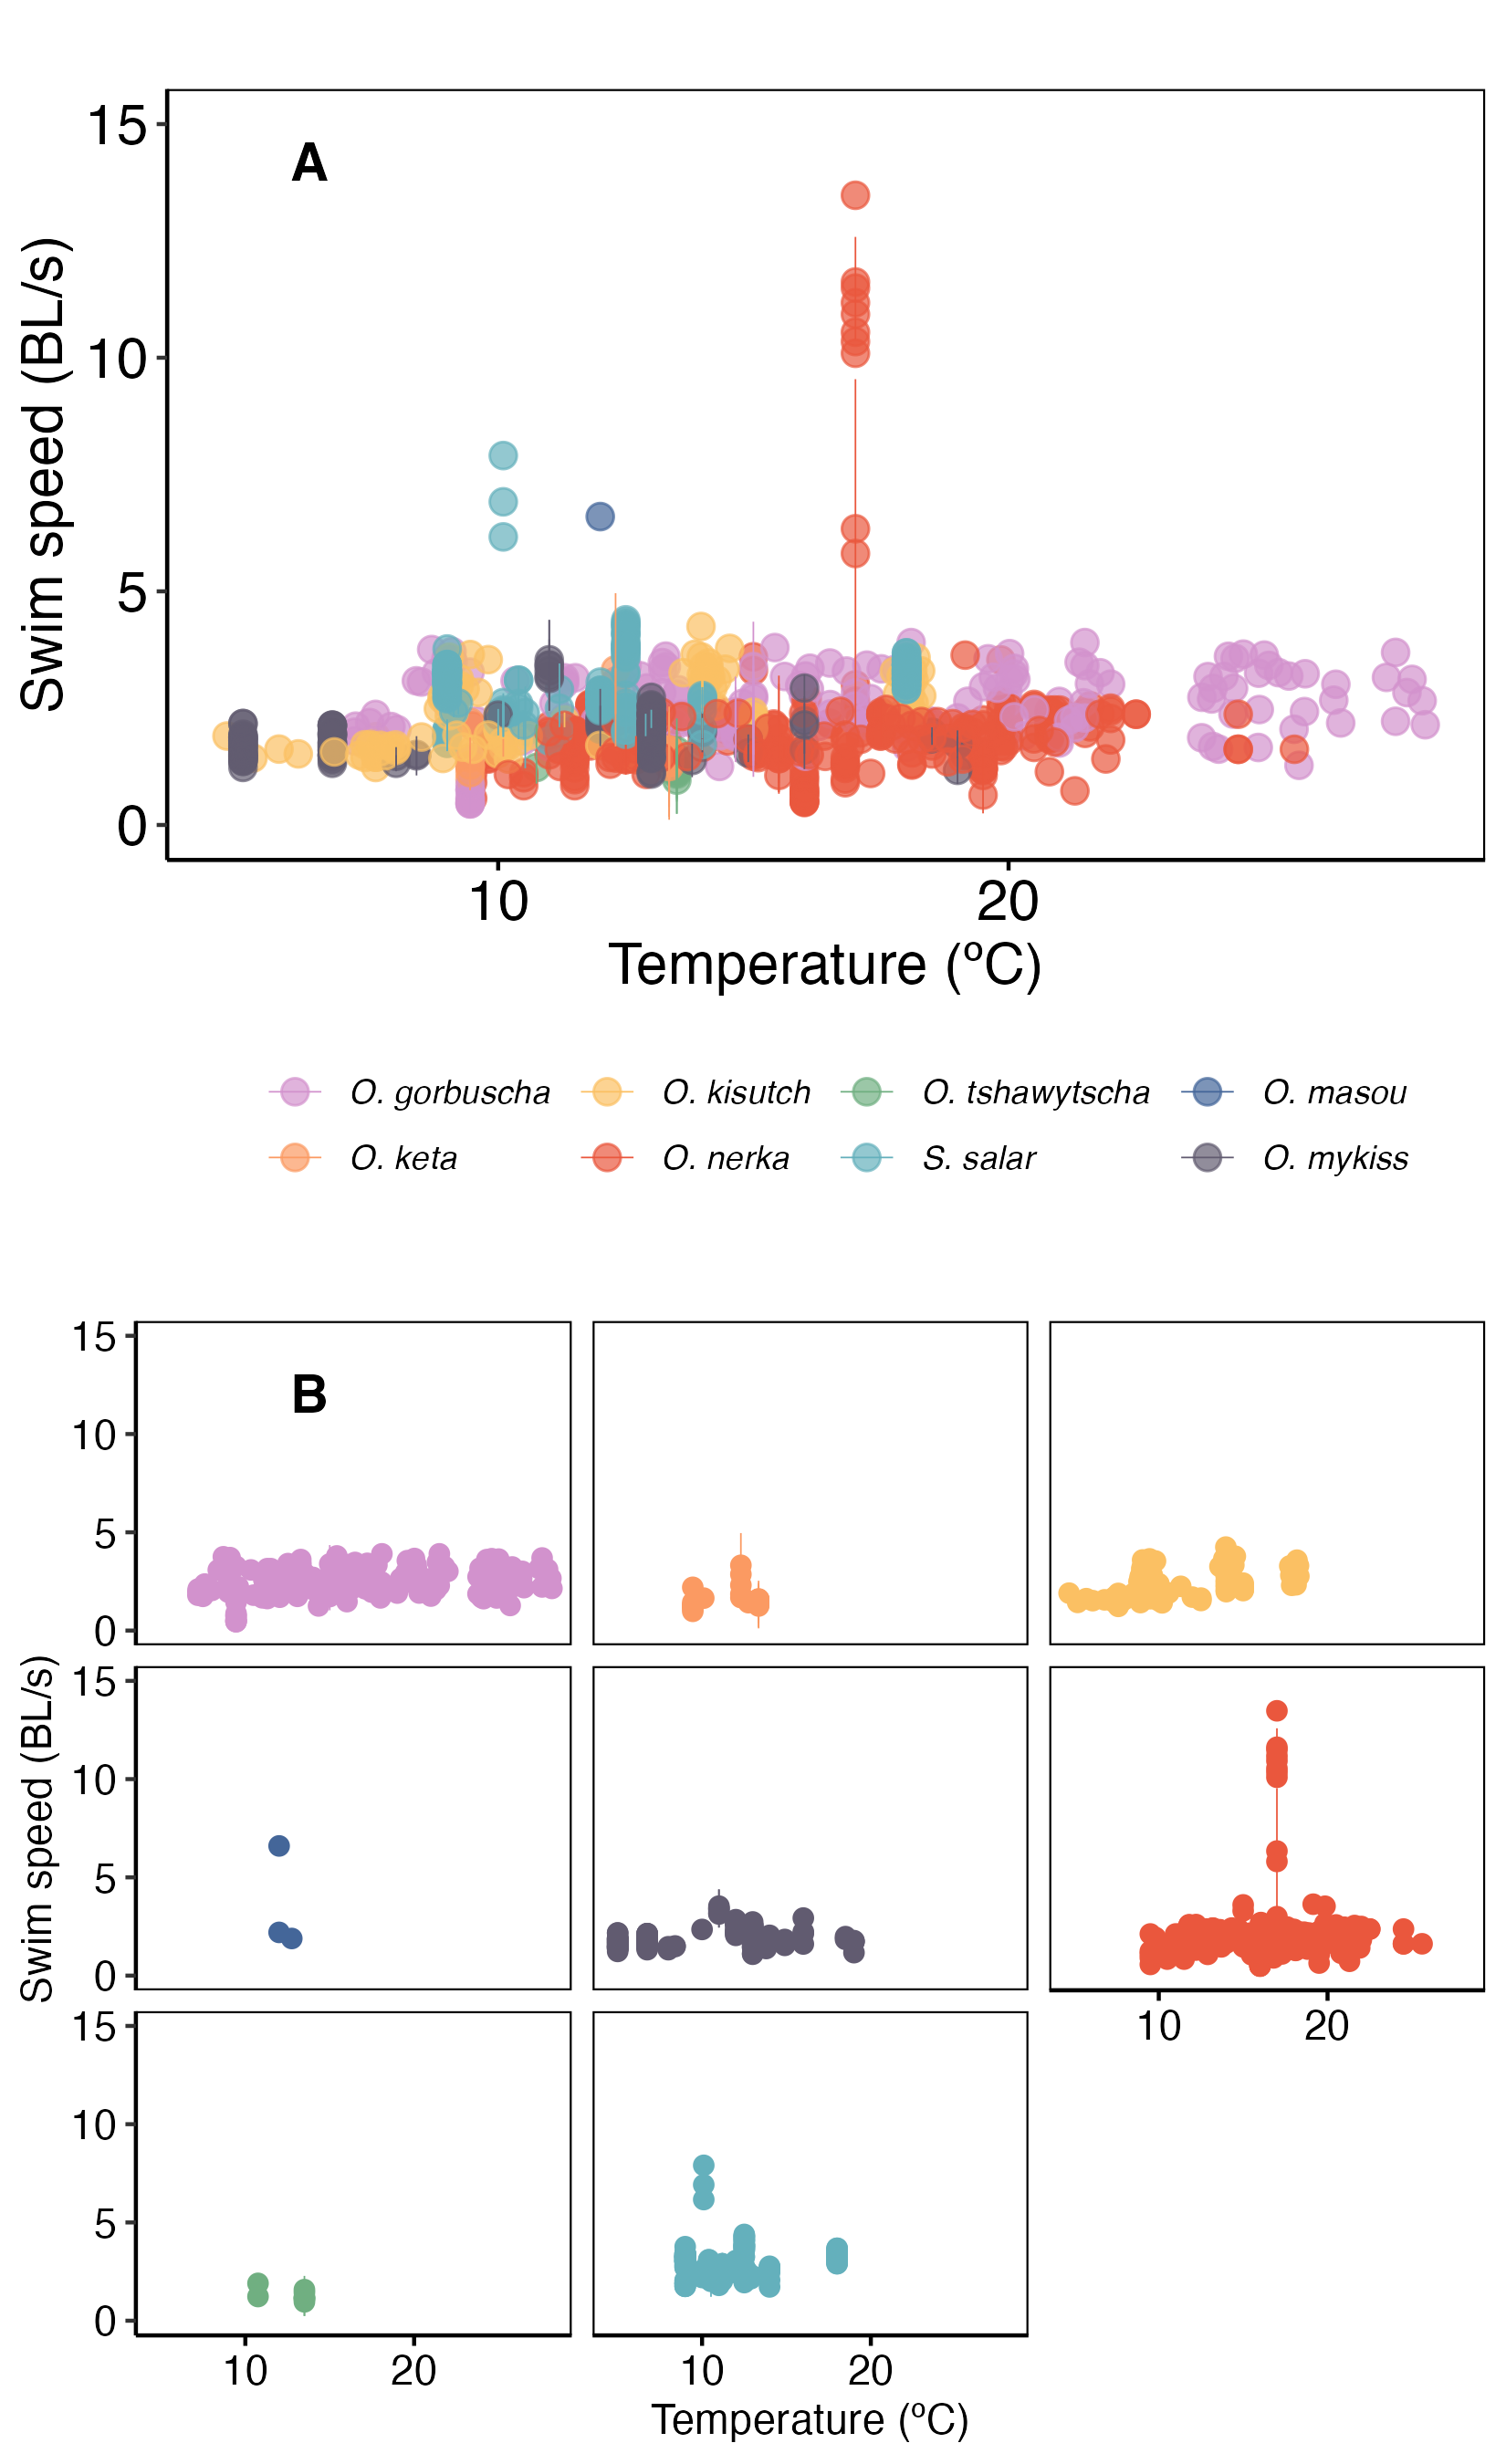 A
15
10
5
0
Swim speed (BL/s)
10 20
Temperature (ºC)
O. gorbuscha O. kisutch O. tshawytscha O. masou
O. keta O. nerka S. salar O. mykiss
B
15
10
5
0
15
10
5
0
Swim speed (BL/s)
10 20
15
10
5
0
10 20 10 20
Temperature (ºC)